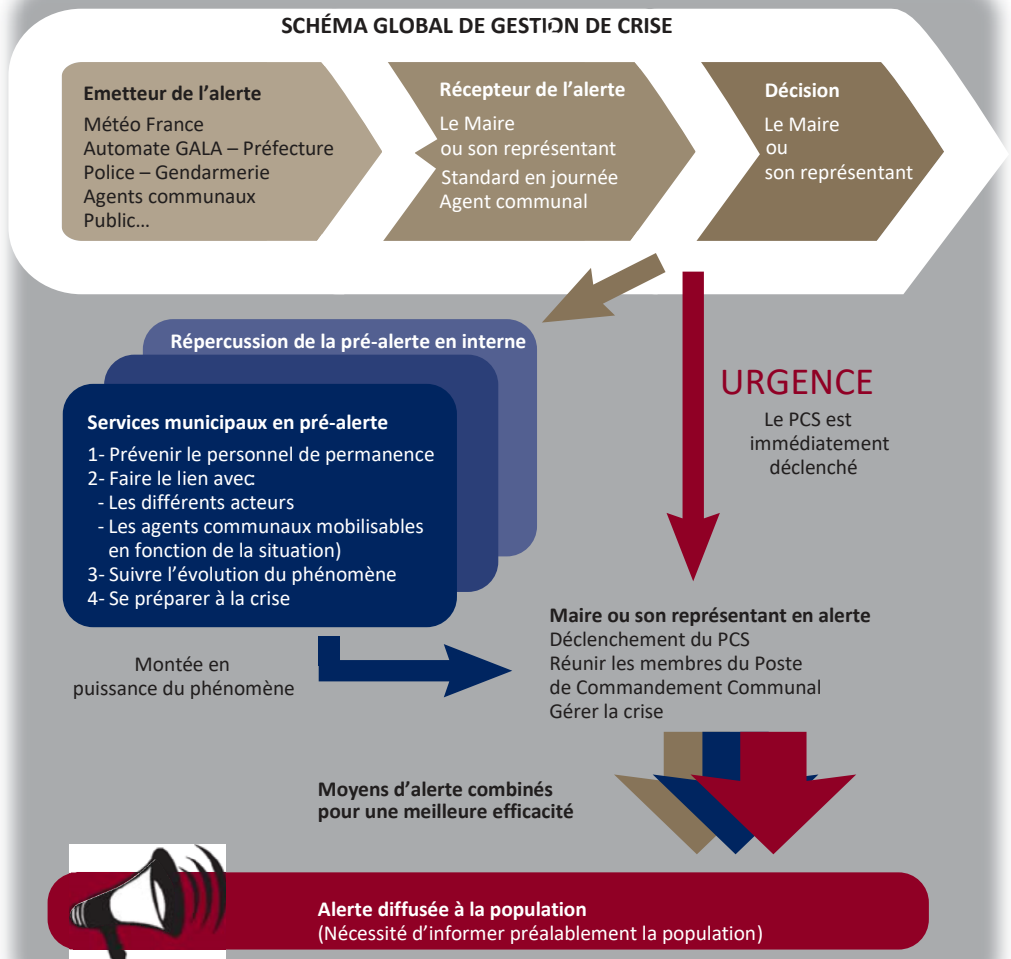 SCHÉMA GLOBAL DE GESTION DE CRISE
Emetteur de l'alerte
Météo France
Automate GALA – Préfecture
Police – Gendarmerie
Agents communaux
Public...
Récepteur de l'alerte
Le Maire
ou son représentant
Standard en journée
Agent communal
Décision
Le Maire
ou
son représentant
Répercussion de la pré-alerte en interne
Services municipaux en pré-alerte
1- Prévenir le personnel de permanence
2- Faire le lien avec:
- Les différents acteurs
- Les agents communaux mobilisables
en fonction de la situation)
3- Suivre l'évolution du phénomène
4- Se préparer à la crise
URGENCE
Le PCS est
immédiatement
déclenché
Montée en
puissance du phénomène
Maire ou son représentant en alerte
Déclenchement du PCS
Réunir les membres du Poste
de Commandement Communal
Gérer la crise
Moyens d'alerte combinés
pour une meilleure efficacité
Alerte diffusée à la population
(Nécessité d'informer préalablement la population)